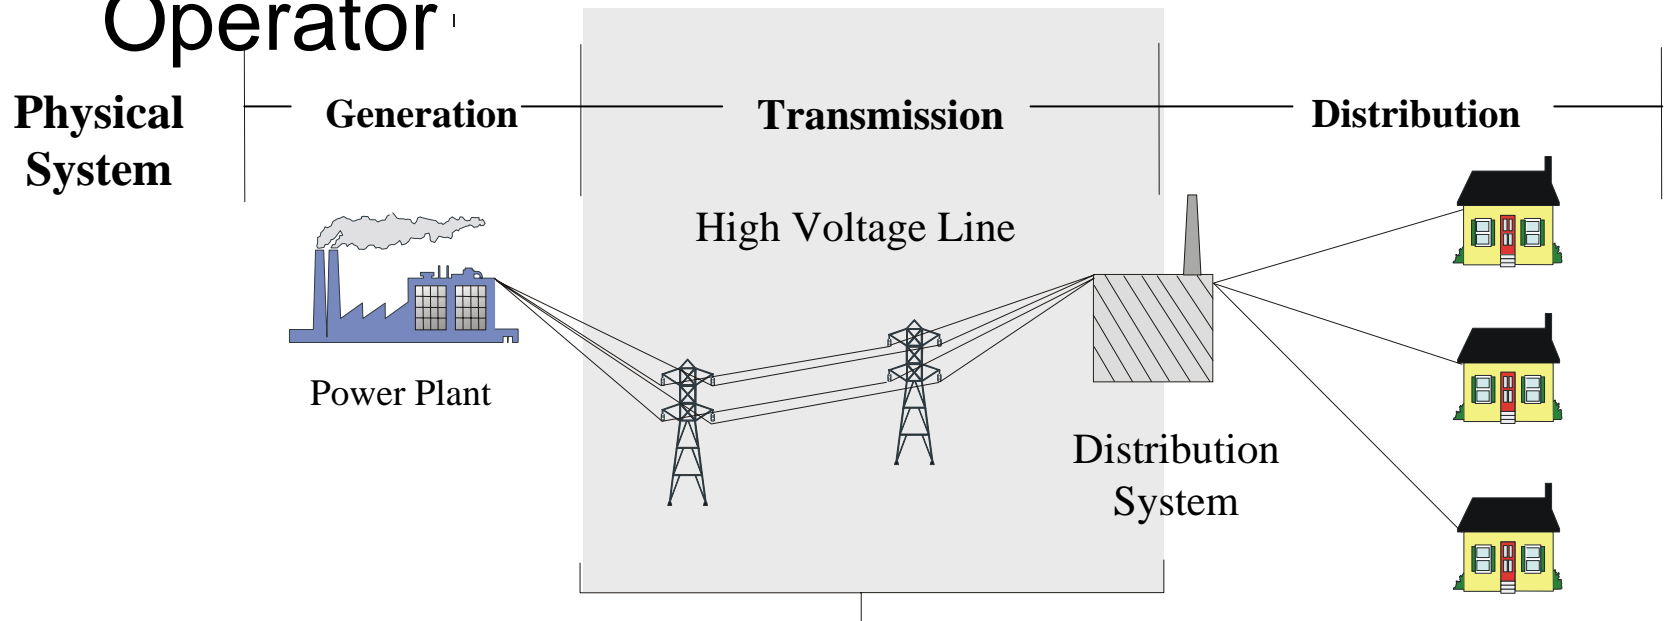 Operator
Physical
System
Generation
Transmission
Distribution
High Voltage Line
Power Plant
Distribution
System